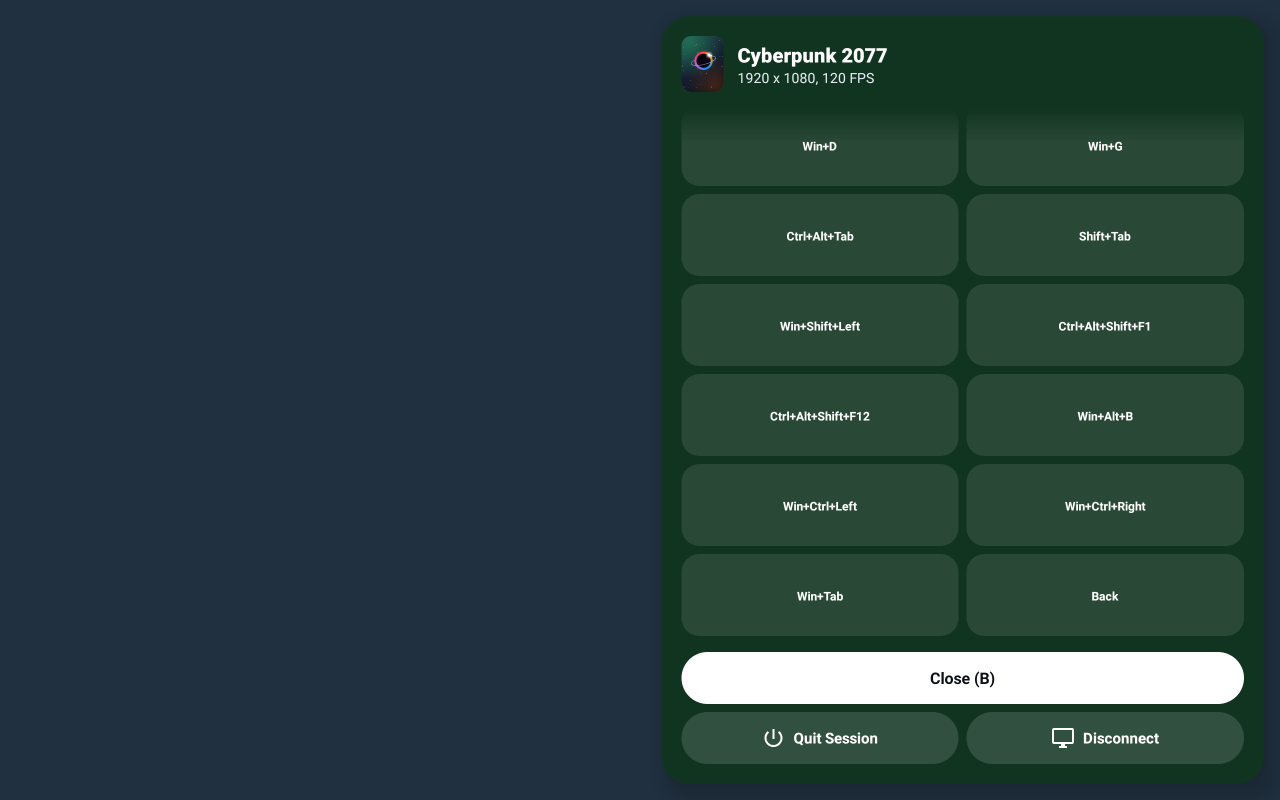 Cyberpunk 2077
1920 x 1080, 120 FPS
Win+D
Win+G
Ctrl+Alt+Tab
Shift+Tab
Win+Shift+Left
Ctrl+Alt+Shift+F1
Ctrl+Alt+Shift+F12
Win+Alt+B
Win+Ctrl+Left
Win+Ctrl+Right
Win+Tab
Back
Close (B)
Quit Session
Disconnect